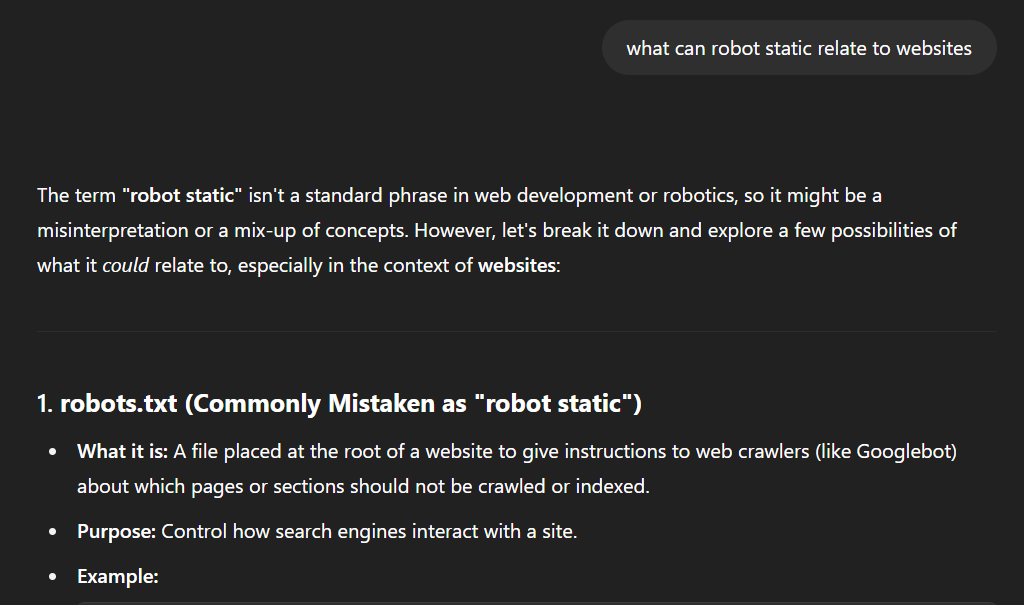 what can robot static relate to websites
The term "robot static" isn't a standard phrase in web development or robotics, so it might be a
misinterpretation or a mix-up of concepts. However, let's break it down and explore a few possibilities of
what it could relate to, especially in the context of websites:
1. robots.txt (Commonly Mistaken as "robot static")
• What it is: A file placed at the root of a website to give instructions to web crawlers (like Googlebot)
about which pages or sections should not be crawled or indexed.
• Purpose: Control how search engines interact with a site.
• Example: